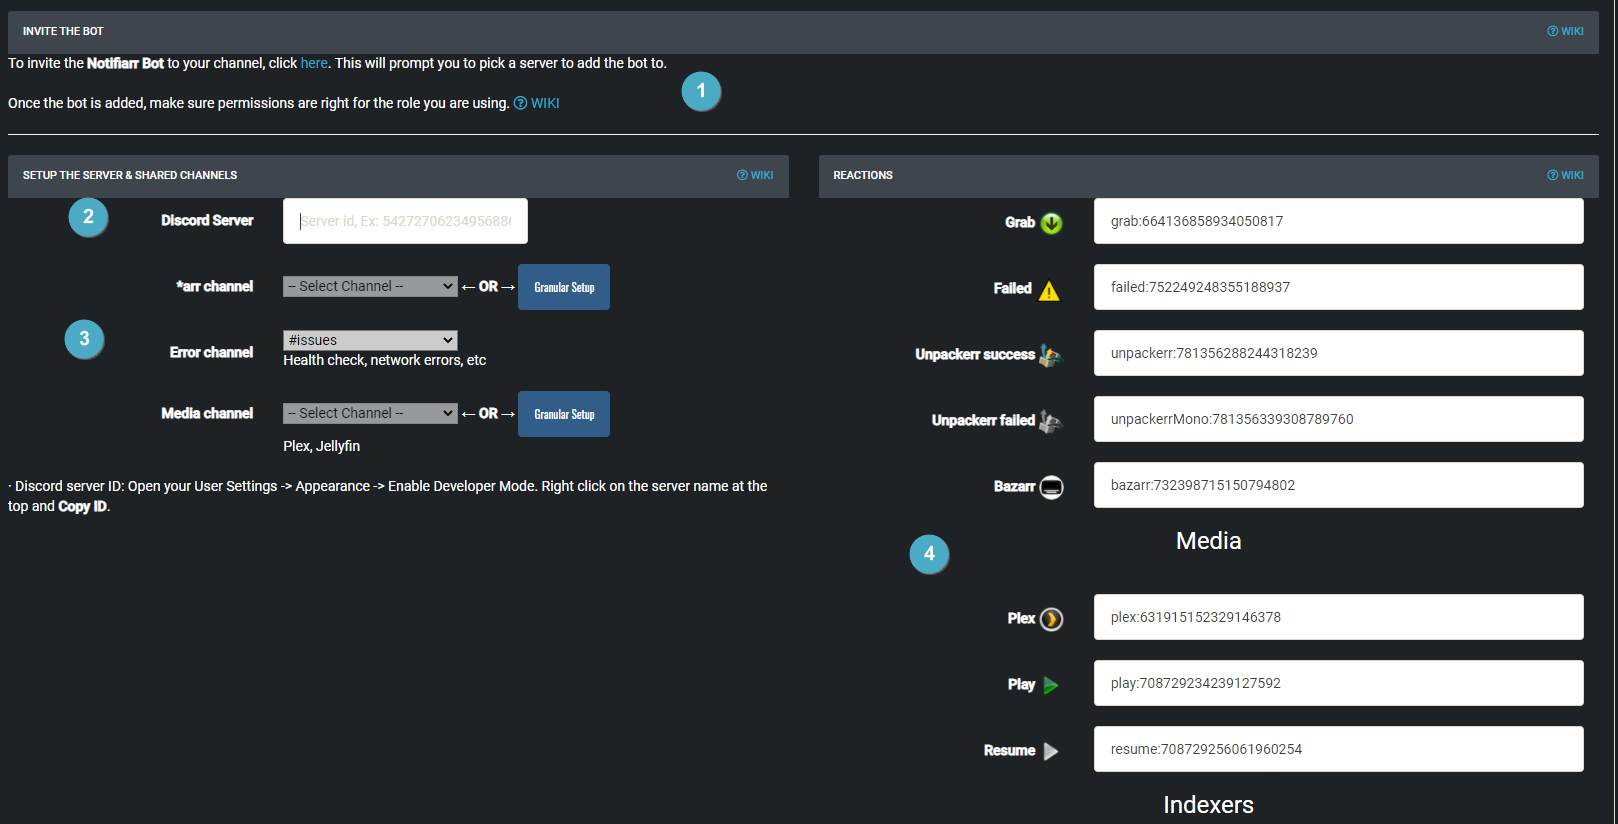 INVITE THE BOT
WIKI
To invite the Notifiarr Bot to your channel, click here. This will prompt you to pick a server to add the bot to.
1
Once the bot is added, make sure permissions are right for the role you are using. WIKI
SETUP THE SERVER & SHARED CHANNELS
WIKI
2
Discord Server
Server id, Ex: 5427270623495688
*arr channel
-- Select Channel --
←OR→
Granular Setup
3
Error channel
#issues
Health check, network errors, etc
Media channel
-- Select Channel --
←OR→
Granular Setup
Plex, Jellyfin
· Discord server ID: Open your User Settings -> Appearance -> Enable Developer Mode. Right click on the server name at the
top and Copy ID.
REACTIONS
WIKI
Grab
grab:664136858934050817
Failed
failed:752249248355188937
Unpackerr success
unpackerr:781356288244318239
Unpackerr failed
unpackerrMono:781356339308789760
Bazarr
bazarr:732398715150794802
Media
4
Plex
plex:631915152329146378
Play
play:708729234239127592
Resume
resume:708729256061960254
Indexers